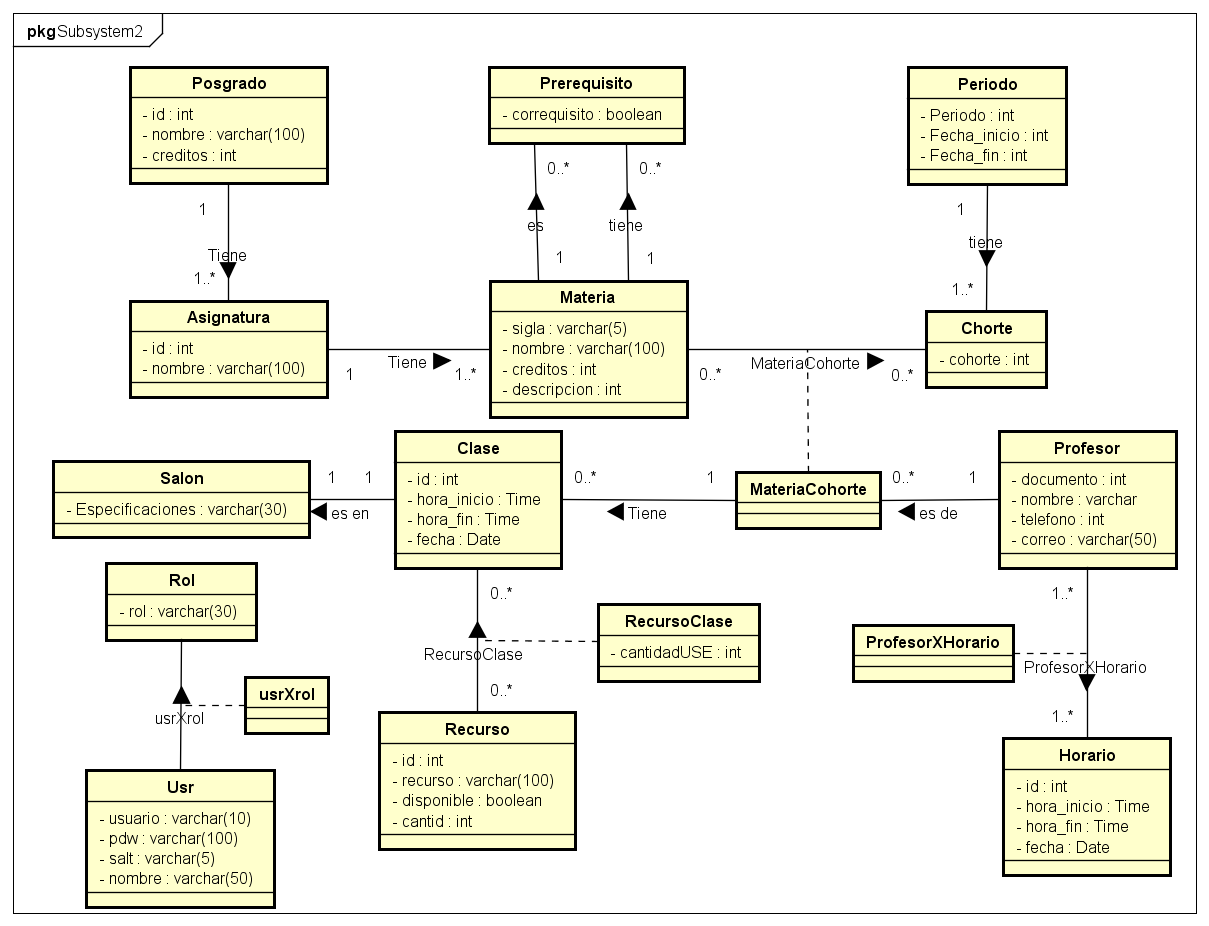 pkg Subsystem2
Posgrado
- id : int
- nombre : varchar(100)
- creditos : int
Prerequisito
- correquisito : boolean
Periodo
- Periodo : int
- Fecha_inicio : int
- Fecha_fin : int
1
Tiene
1..*
0..*
0..*
es
tiene
1
1
1
tiene
1..*
Asignatura
- id : int
- nombre : varchar(100)
Tiene
1
1..*
Materia
- sigla : varchar(5)
- nombre : varchar(100)
- creditos : int
- descripcion : int
MateriaCohorte
0..*
0..*
Chorte
- cohorte : int
Salon
- Especificaciones : varchar(30)
1
1
es en
Clase
- id : int
- hora_inicio : Time
- hora_fin : Time
- fecha : Date
0..*
1
Tiene
MateriaCohorte
0..*
1
es de
Profesor
- documento : int
- nombre : varchar
- telefono : int
- correo : varchar(50)
Rol
- rol : varchar(30)
usrXrol
usrXrol
Usr
- usuario : varchar(10)
- pdw : varchar(100)
- salt : varchar(5)
- nombre : varchar(50)
0..*
RecursoClase
0..*
RecursoClase
- cantidadUSE : int
Recurso
- id : int
- recurso : varchar(100)
- disponible : boolean
- cantid : int
1..*
ProfesorXHorario
ProfesorXHorario
1..*
Horario
- id : int
- hora_inicio : Time
- hora_fin : Time
- fecha : Date